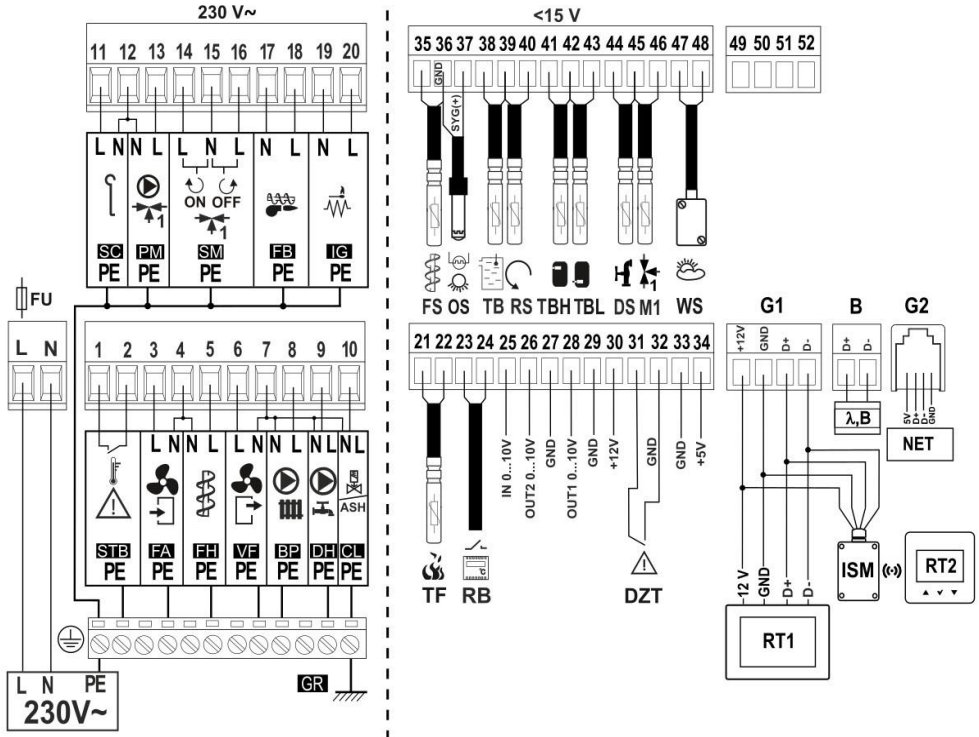 230 V~
<15 V
11 12 13 14 15 16 17 18 19 20
35 36 37 38 39 40 41 42 43 44 45 46 47 48
49 50 51 52
GND
SYG(+)
L N N L L N L N L N L
ON OFF
1
1
SC PM SM FB IG
PE PE PE PE PE
1
FS OS TB RS TBH TBL DS M1 WS
FU
L N
1 2 3 4 5 6 7 8 9 10
21 22 23 24 25 26 27 28 29 30 31 32 33 34
G1 B G2
+12V GND D+ D-
D+ D-
5V D+ D- GND
λ,B
NET
L N L N L N L N L
ASH
STB FA FH VF BP DH CL
PE PE PE PE PE PE PE
IN 0...10V
OUT2 0...10V
GND
OUT1 0...10V
GND
+12V
GND
GND
+5V
TF RB DZT
12 V GND D+ D-
ISM
RT2
RT1
L N PE
230V~
GR